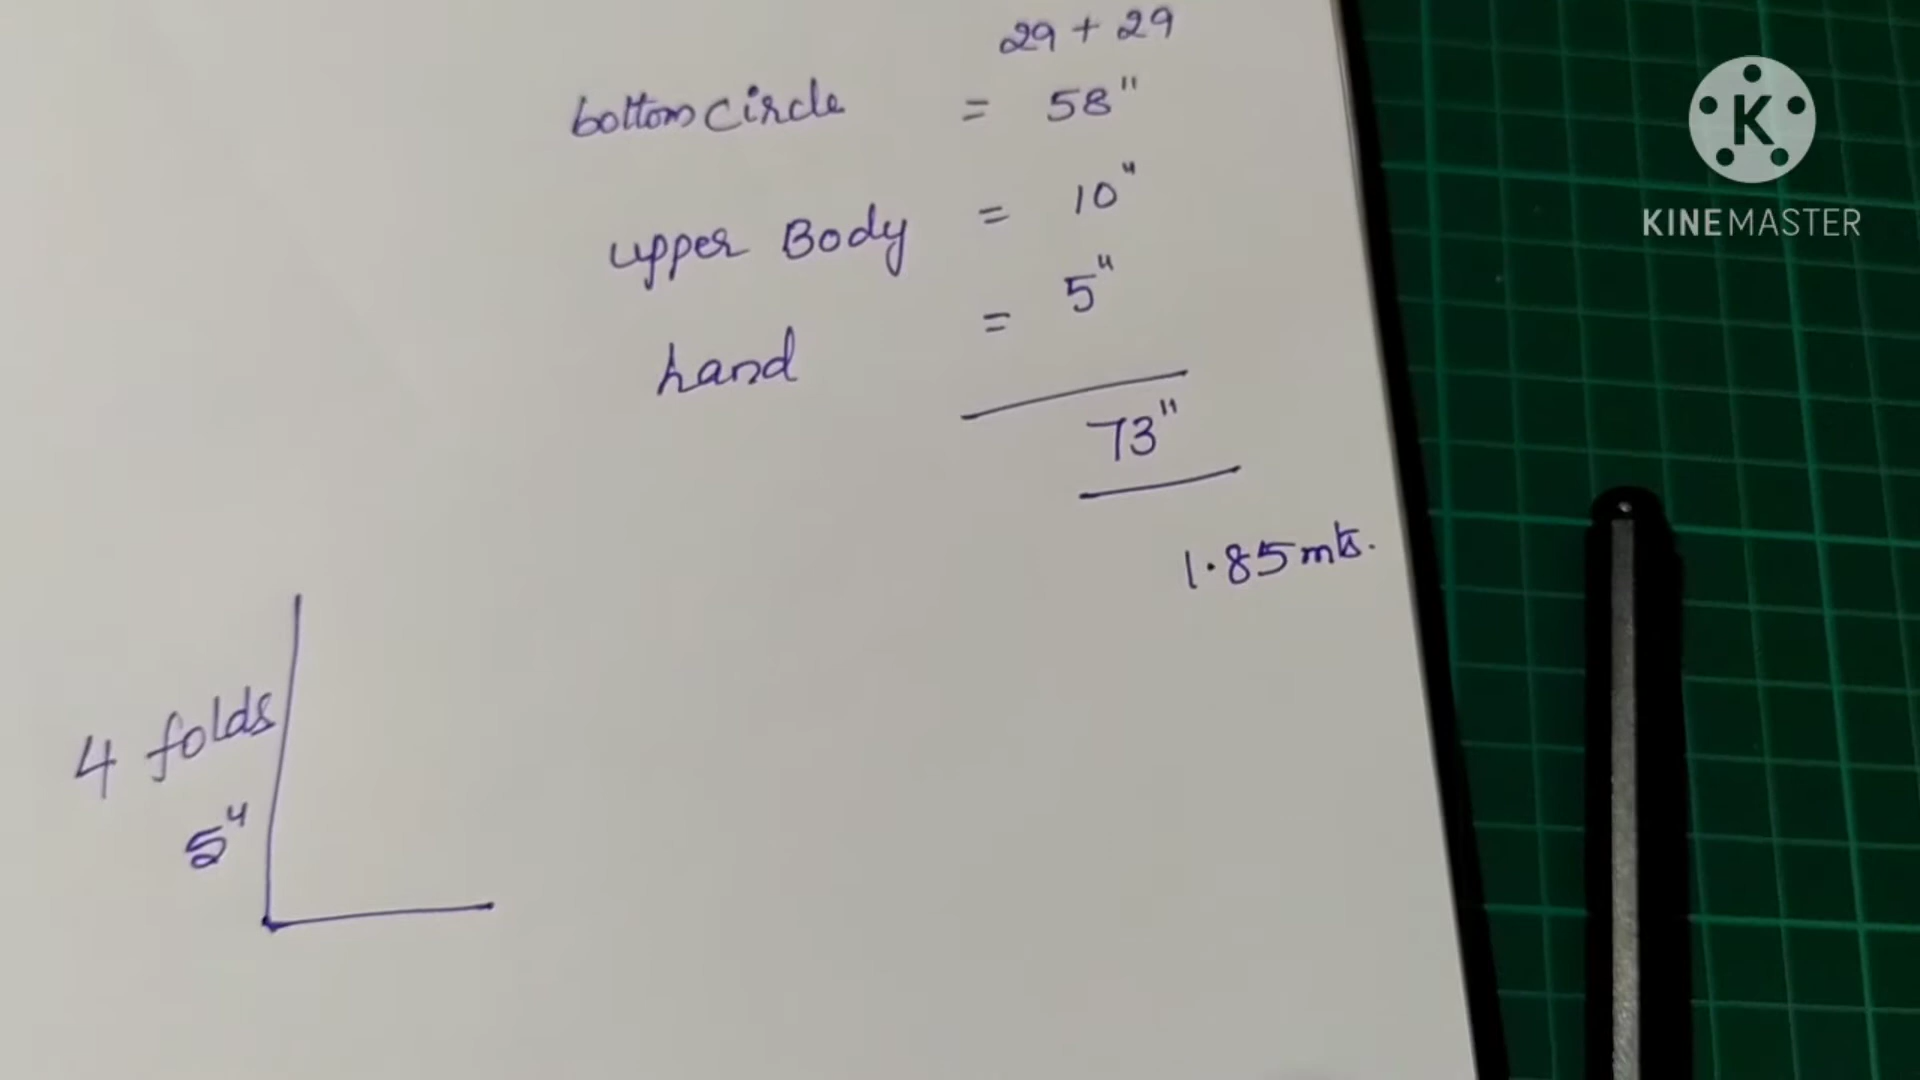 29 + 29
bottom circle = 58"
upper Body = 10"
hand = 5"
73"
1.85 mts.
4 folds
5"
K
KINEMASTER